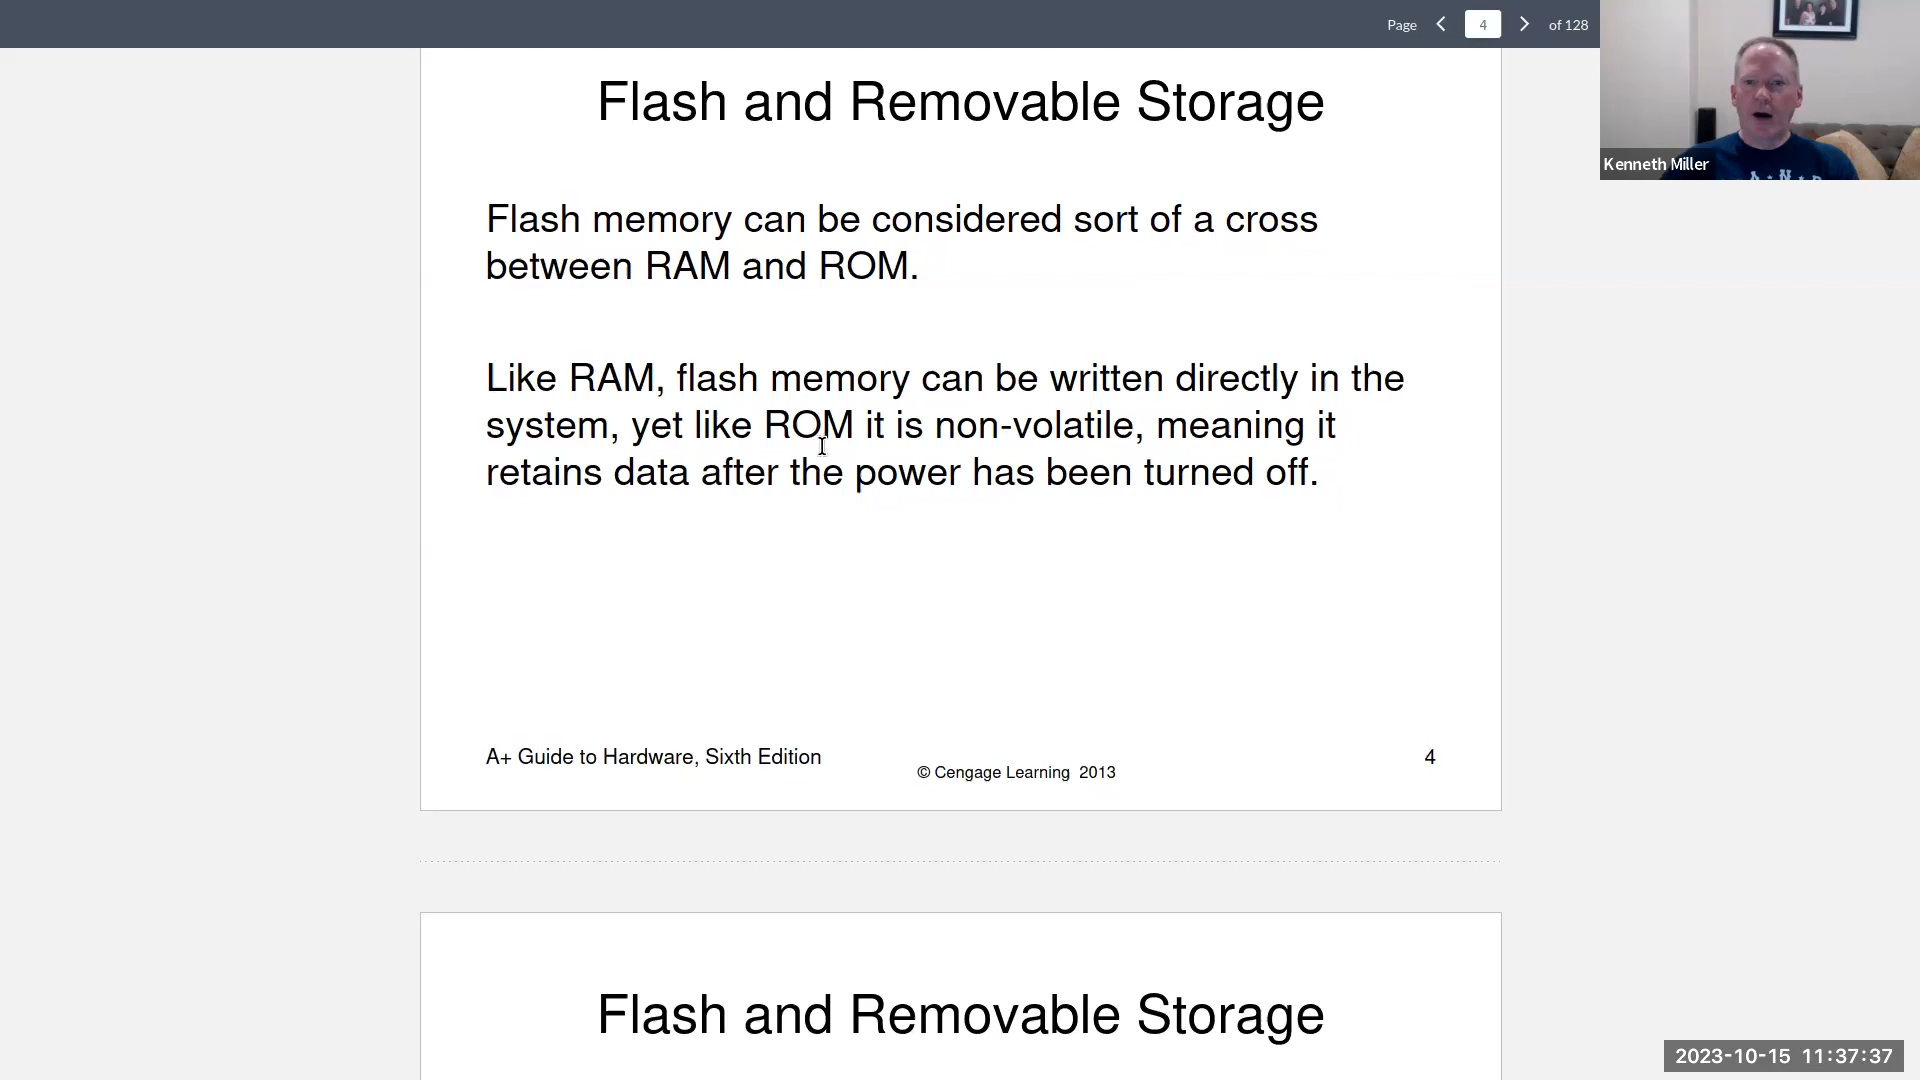 Page 4 of 128
Flash and Removable Storage
Kenneth Miller
Flash memory can be considered sort of a cross
between RAM and ROM.
Like RAM, flash memory can be written directly in the
system, yet like ROM it is non-volatile, meaning it
retains data after the power has been turned off.
A+ Guide to Hardware, Sixth Edition
© Cengage Learning 2013
4
Flash and Removable Storage
2023-10-15 11:37:37